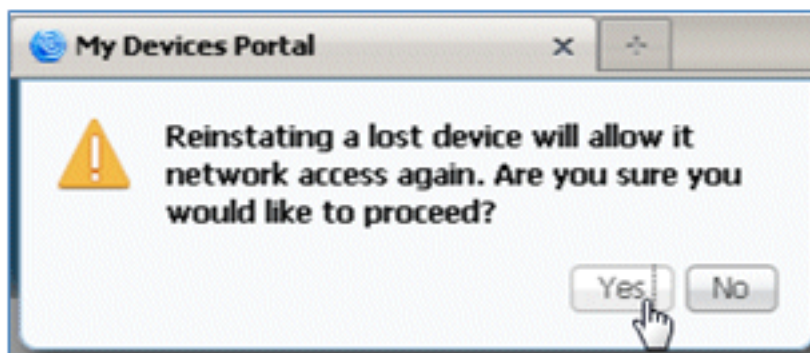 My Devices Portal
Reinstating a lost device will allow it
network access again. Are you sure you
would like to proceed?
Yes No